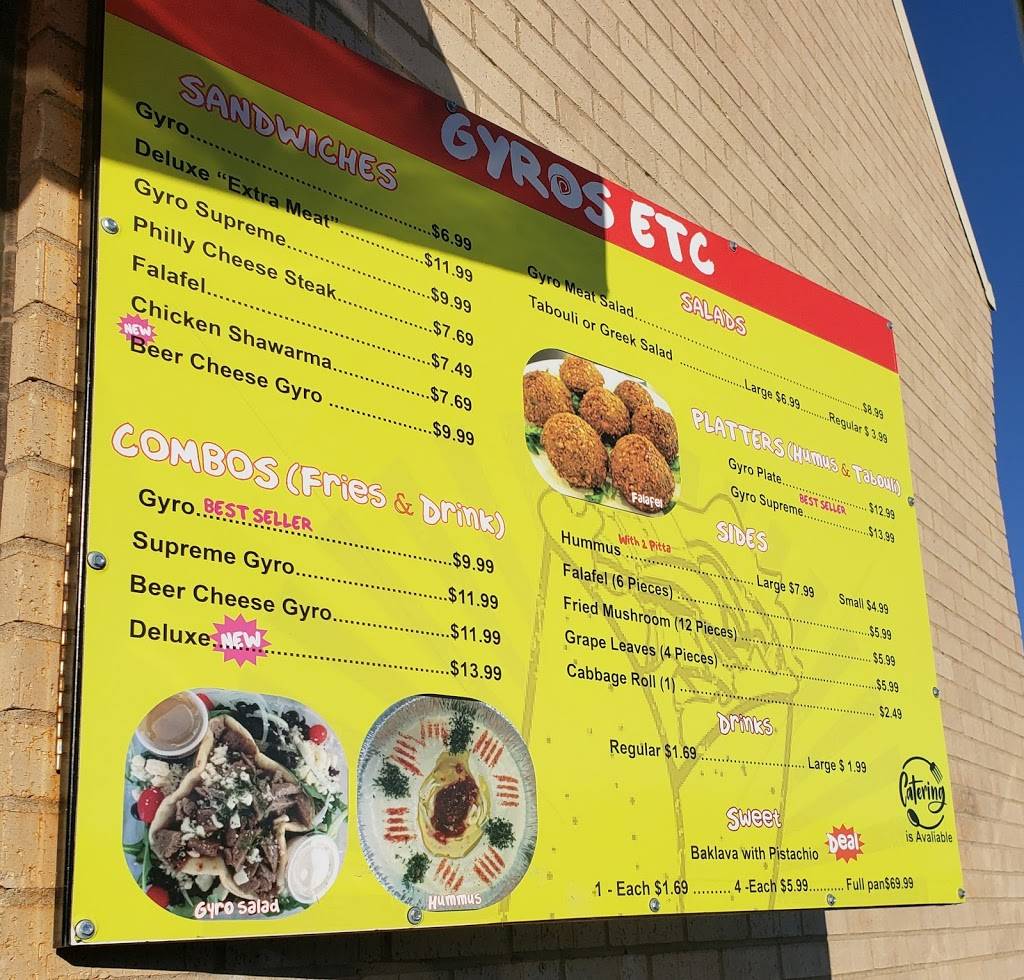 GYROS ETC
SANDWICHES
Gyro.....$6.99
Deluxe "Extra Meat".....$11.99
Gyro Supreme.....$9.99
Philly Cheese Steak.....$7.69
Falafel.....$7.49
Chicken Shawarma.....$7.69
NEW
Beer Cheese Gyro .....$9.99
COMBOS (Fries & Drink)
Gyro.....$9.99
BEST SELLER
Supreme Gyro.....$11.99
Beer Cheese Gyro.....$11.99
Deluxe.....$13.99
NEW
Gyro Salad
Hummus
SALADS
Gyro Meat Salad.....$8.99
Tabouli or Greek Salad .....Large $6.99.....Regular $ 3.99
Falafel
PLATTERS (Humus & Tabouli)
Gyro Plate.....$12.99
BEST SELLER
Gyro Supreme.....$13.99
SIDES
With 2 Pitta
Hummus .....Large $7.99 Small $4.99
Falafel (6 Pieces) .....$5.99
Fried Mushroom (12 Pieces) .....$5.99
Grape Leaves (4 Pieces) .....$5.99
Cabbage Roll (1) .....$2.49
Drinks
Regular $1.69.....Large $ 1.99
Sweet
Baklava with Pistachio
Deal
1 - Each $1.69 ......... 4 -Each $5.99......... Full pan$69.99
Catering
is Avaliable